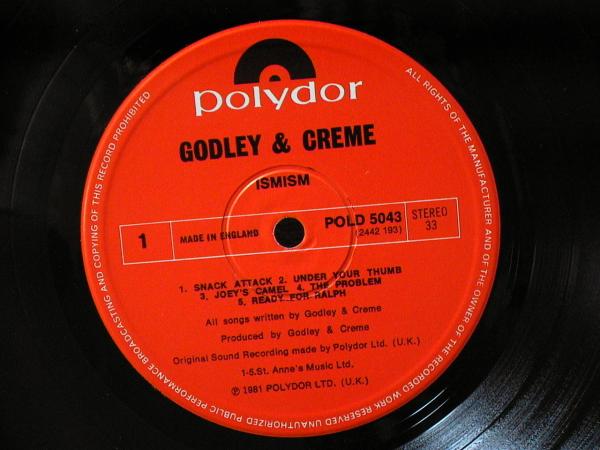 polydor
GODLEY & CREME
ISMISM
1
MADE IN ENGLAND
POLD 5043
(2442 193)
STEREO
33
1. SNACK ATTACK 2. UNDER YOUR THUMB
3. JOEY'S CAMEL 4. THE PROBLEM
5. READY FOR RALPH
All songs written by Godley & Creme
Produced by Godley & Creme
Original Sound Recording made by Polydor Ltd. (U.K.)
1-5.St. Anne's Music Ltd.
℗ 1981 POLYDOR LTD. (U.K.)
ALL RIGHTS OF THE MANUFACTURER AND OF THE OWNER OF THE RECORDED WORK RESERVED UNAUTHORIZED PUBLIC PERFORMANCE BROADCASTING AND COPYING OF THIS RECORD PROHIBITED